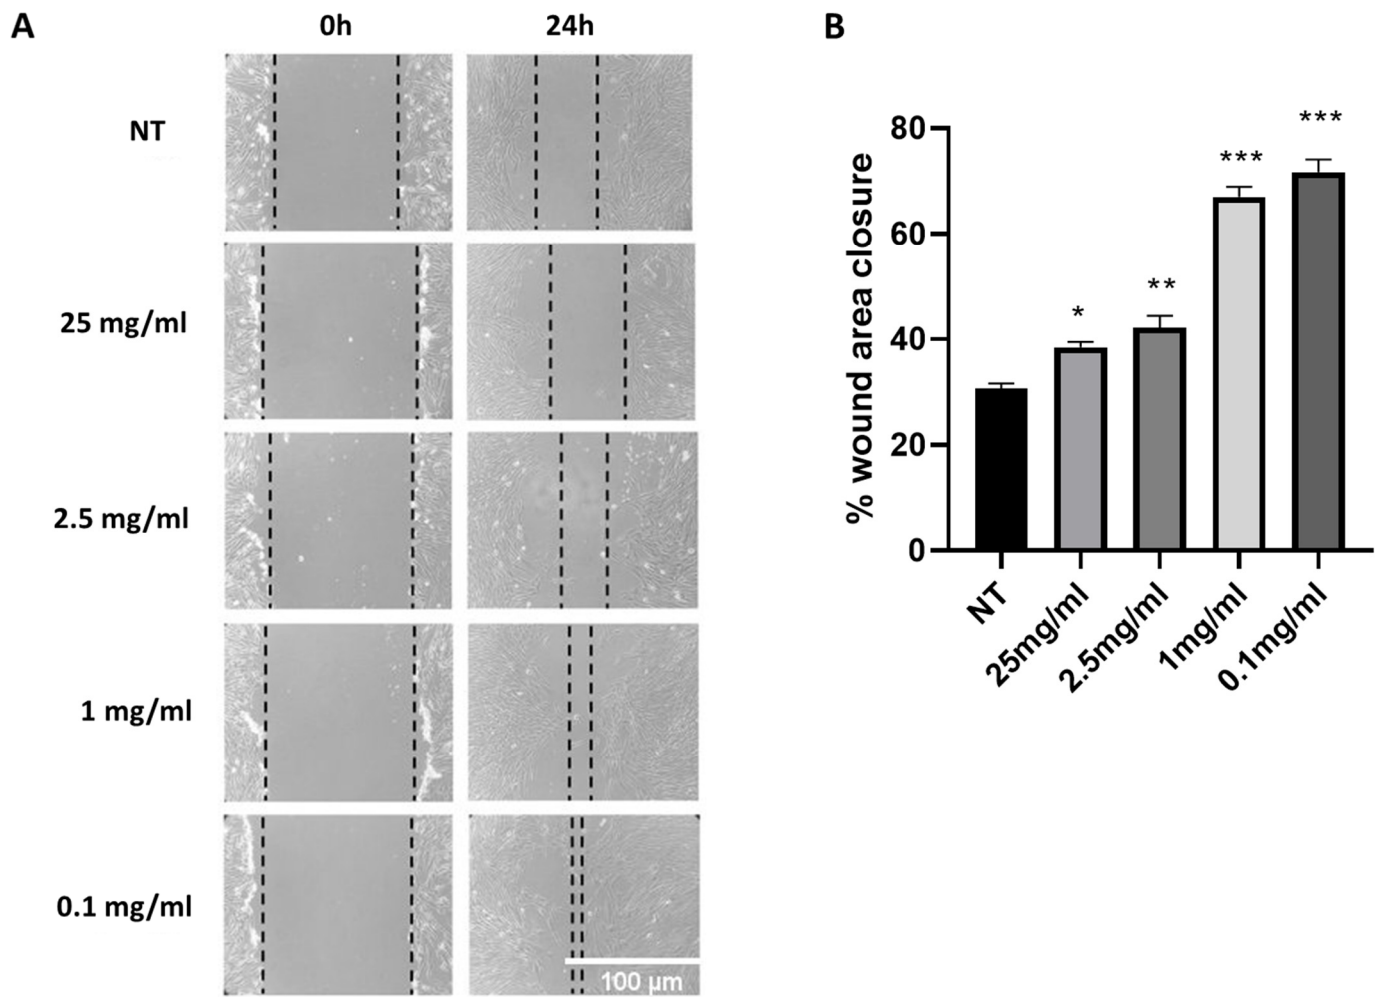 A
0h
24h
NT
25 mg/ml
2.5 mg/ml
1 mg/ml
0.1 mg/ml
100 µm
B
% wound area closure
80
60
40
20
0
*
**
***
***
NT
25mg/ml
2.5mg/ml
1mg/ml
0.1mg/ml